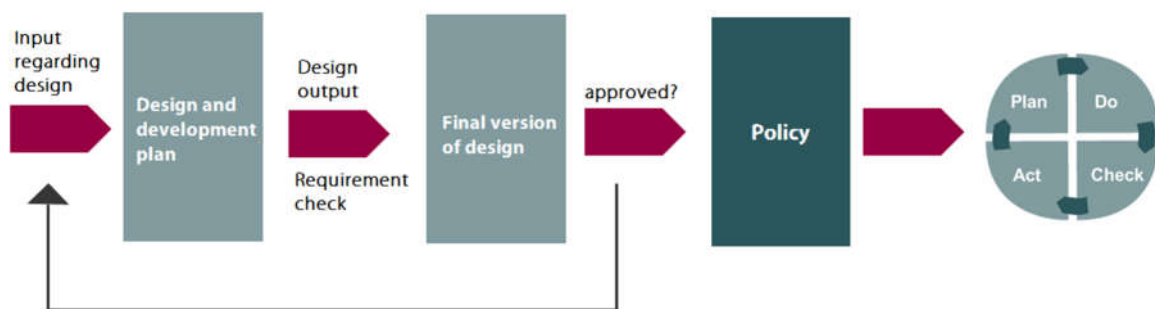 Input
regarding
design
Design and
development
plan
Design
output
Requirement
check
Final version
of design
approved?
Policy
Plan
Do
Act
Check